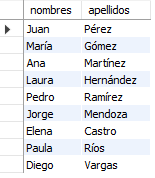 nombres apellidos
Juan Pérez
María Gómez
Ana Martínez
Laura Hernández
Pedro Ramírez
Jorge Mendoza
Elena Castro
Paula Ríos
Diego Vargas